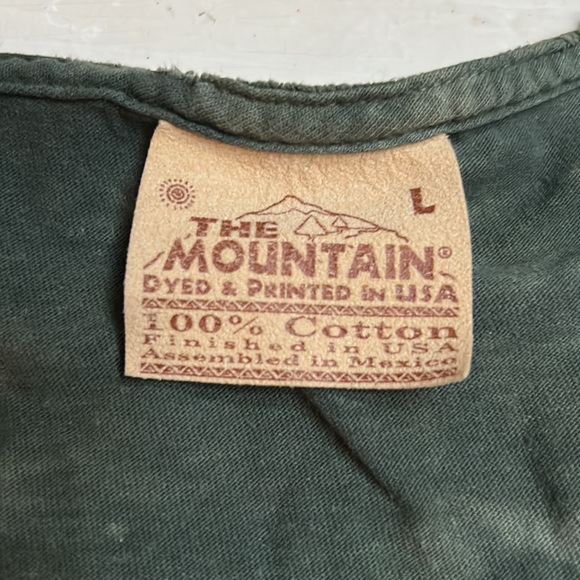 L
THE
MOUNTAIN®
DYED & PRINTED IN USA
100% Cotton
Finished in USA
Assembled in Mexico